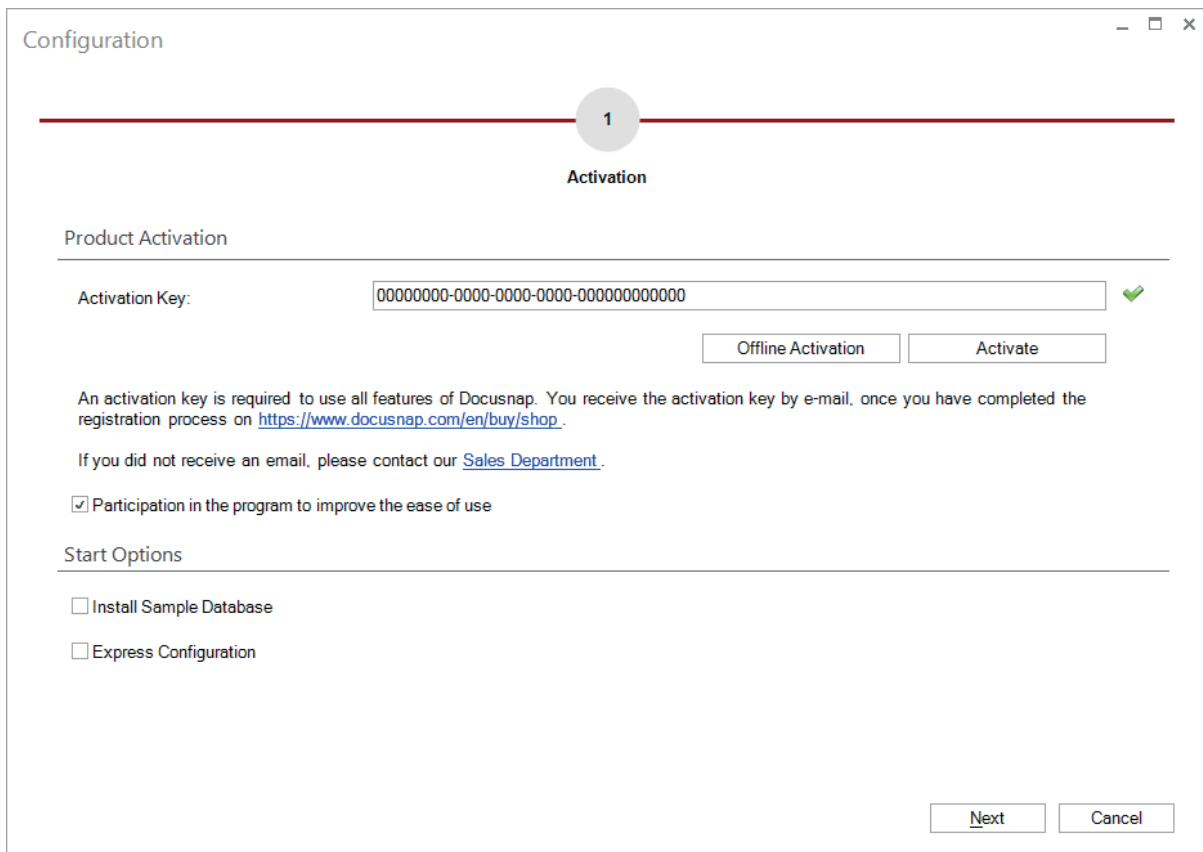 Configuration
1
Activation
Product Activation
Activation Key:
00000000-0000-0000-0000-000000000000
Offline Activation
Activate
An activation key is required to use all features of Docusnap. You receive the activation key by e-mail, once you have completed the
registration process on https://www.docusnap.com/en/buy/shop .
If you did not receive an email, please contact our Sales Department .
Participation in the program to improve the ease of use
Start Options
Install Sample Database
Express Configuration
Next
Cancel